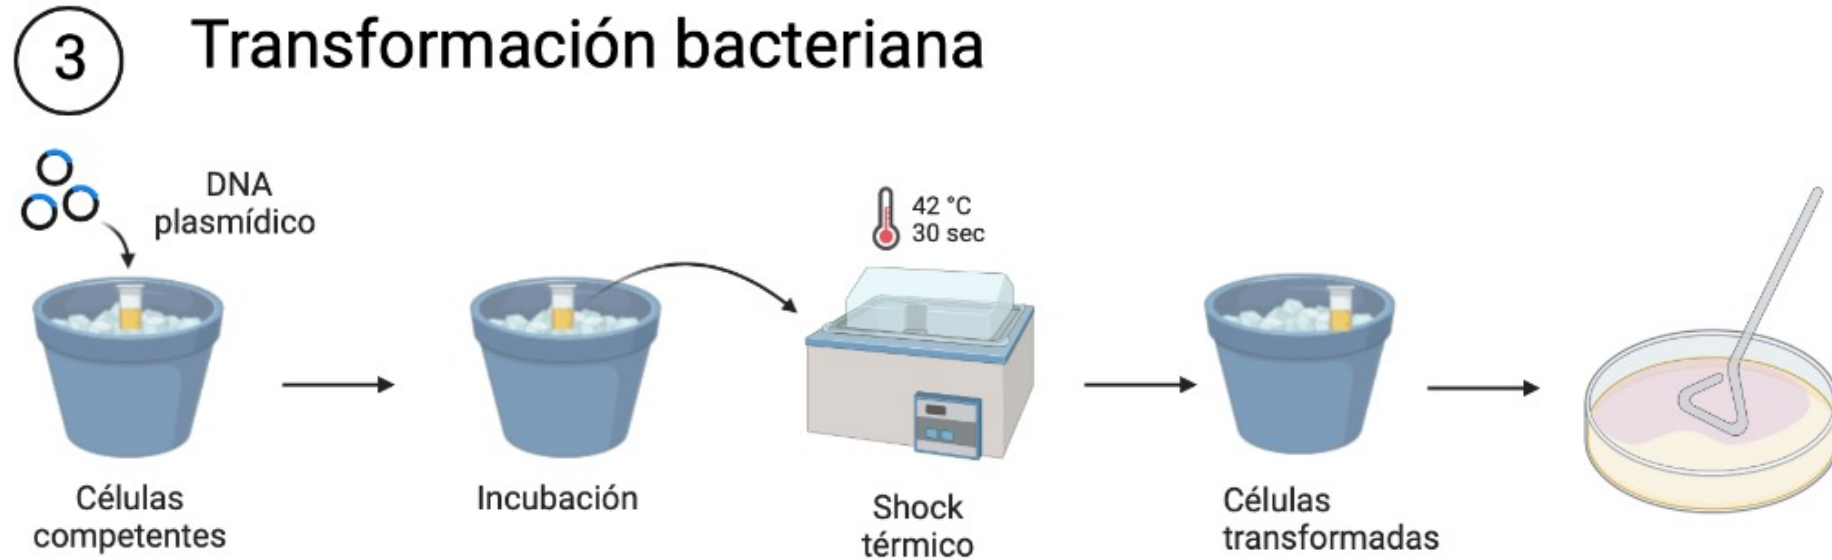 3
Transformación bacteriana
DNA
plasmídico
42 °C
30 sec
Células
competentes
Incubación
Shock
térmico
Células
transformadas